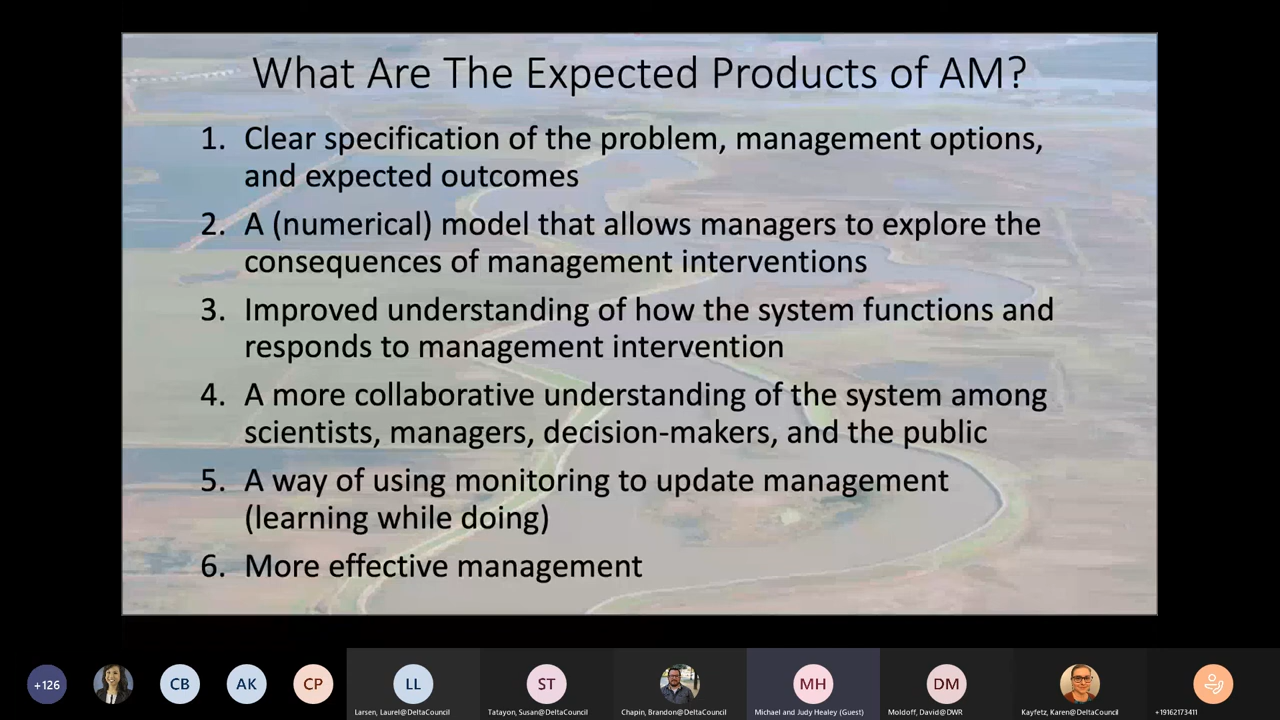 What Are The Expected Products of AM?
1. Clear specification of the problem, management options,
and expected outcomes
2. A (numerical) model that allows managers to explore the
consequences of management interventions
3. Improved understanding of how the system functions and
responds to management intervention
4. A more collaborative understanding of the system among
scientists, managers, decision-makers, and the public
5. A way of using monitoring to update management
(learning while doing)
6. More effective management
+126
CB
AK
CP
LL
ST
MH
DM
Larsen, Laurel@DeltaCouncil
Tatayon, Susan@DeltaCouncil
Chapin, Brandon@DeltaCouncil
Michael and Judy Healey (Guest)
Moldoff, David@DWR
Kayfetz, Karen@DeltaCouncil
+19162173411